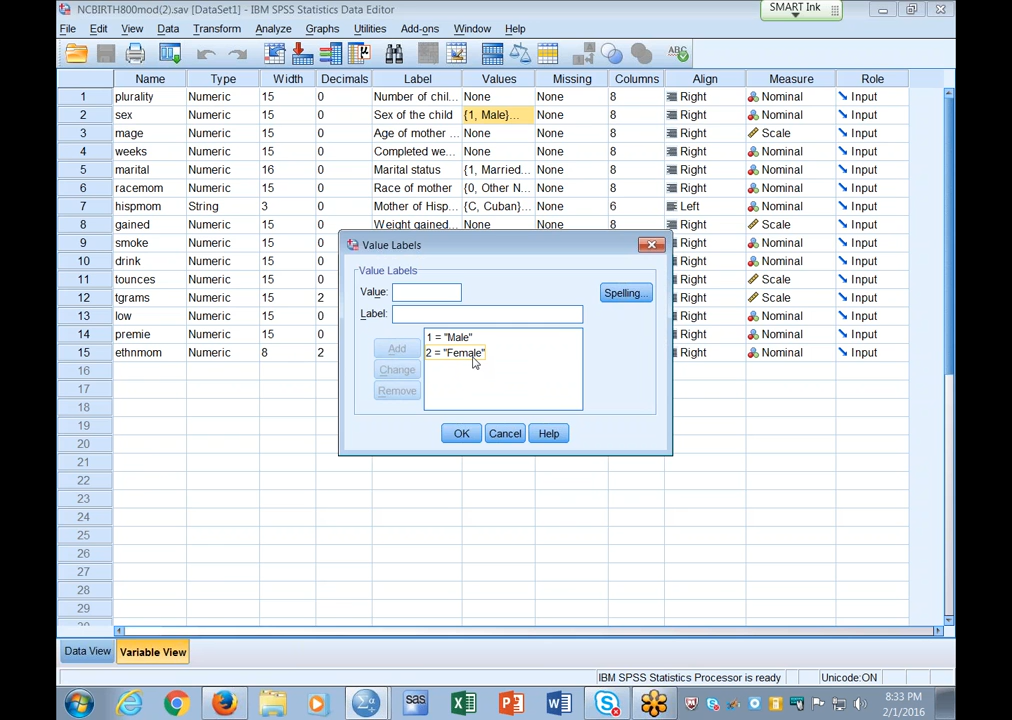 NCBIRTH800mod(2).sav [DataSet1] - IBM SPSS Statistics Data Editor
SMART Ink
File Edit View Data Transform Analyze Graphs Utilities Add-ons Window Help
Name Type Width Decimals Label Values Missing Columns Align Measure Role
1 plurality Numeric 15 0 Number of chil... None None 8 Right Nominal Input
2 sex Numeric 15 0 Sex of the child {1, Male}... None 8 Right Nominal Input
3 mage Numeric 15 0 Age of mother ... None None 8 Right Scale Input
4 weeks Numeric 15 0 Completed we... None None 8 Right Nominal Input
5 marital Numeric 16 0 Marital status {1, Married... None 8 Right Nominal Input
6 racemom Numeric 15 0 Race of mother {0, Other N... None 8 Right Nominal Input
7 hispmom String 3 0 Mother of Hisp... {C, Cuban}... None 6 Left Nominal Input
8 gained Numeric 15 0 Weight gained... None None 8 Right Scale Input
9 smoke Numeric 15 0 Right Nominal Input
10 drink Numeric 15 0 Right Nominal Input
11 tounces Numeric 15 0 Right Scale Input
12 tgrams Numeric 15 2 Right Scale Input
13 low Numeric 15 0 Right Nominal Input
14 premie Numeric 15 0 Right Nominal Input
15 ethnmom Numeric 8 2 Right Nominal Input
16
17
18
19
20
21
22
23
24
25
26
27
28
29
Value Labels
Value Labels
Value:
Spelling...
Label:
1 = "Male"
Add
2 = "Female"
Change
Remove
OK Cancel Help
Data View Variable View
IBM SPSS Statistics Processor is ready Unicode:ON
sas
8:33 PM
2/1/2016